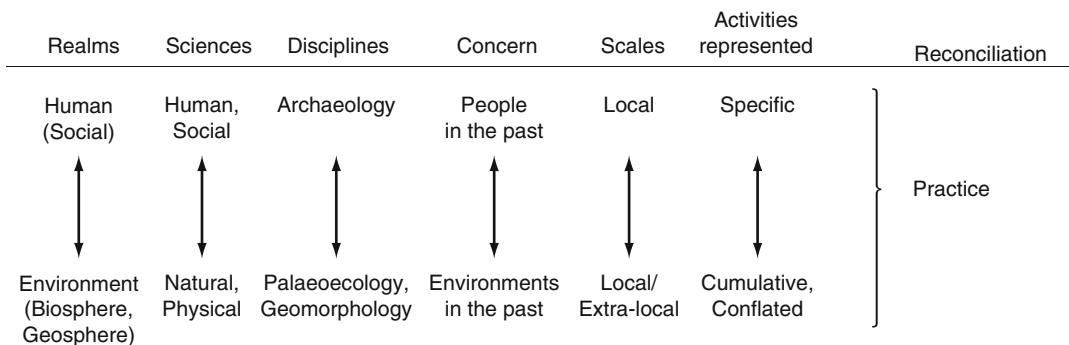 Realms Sciences Disciplines Concern Scales Activities represented Reconciliation
Human (Social) Human, Social Archaeology People in the past Local Specific
Practice
Environment (Biosphere, Geosphere) Natural, Physical Palaeoecology, Geomorphology Environments in the past Local/ Extra-local Cumulative, Conflated